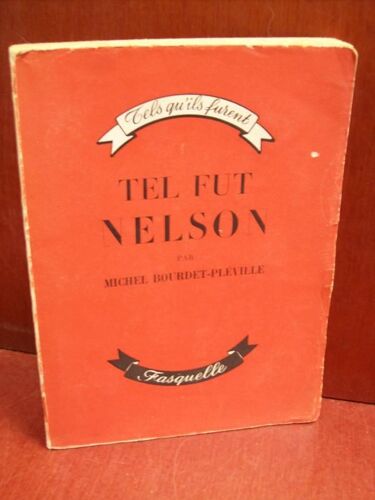 Tels qu'ils furent
TEL FUT
NELSON
PAR
MICHEL BOURDET-PLÉVILLE
Fasquelle